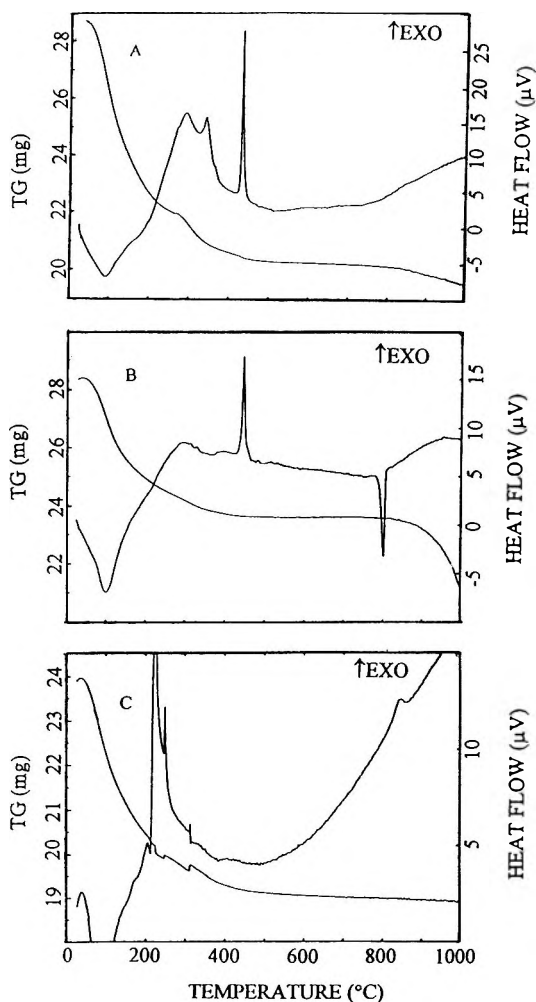 ↑EXO
A
28
26
24
22
20
TG (mg)
25
20
15
10
5
0
-5
HEAT FLOW (µV)
↑EXO
B
28
26
24
22
TG (mg)
15
10
5
0
-5
HEAT FLOW (µV)
↑EXO
C
24
23
22
21
20
19
TG (mg)
10
5
HEAT FLOW (µV)
0 200 400 600 800 1000
TEMPERATURE (°C)